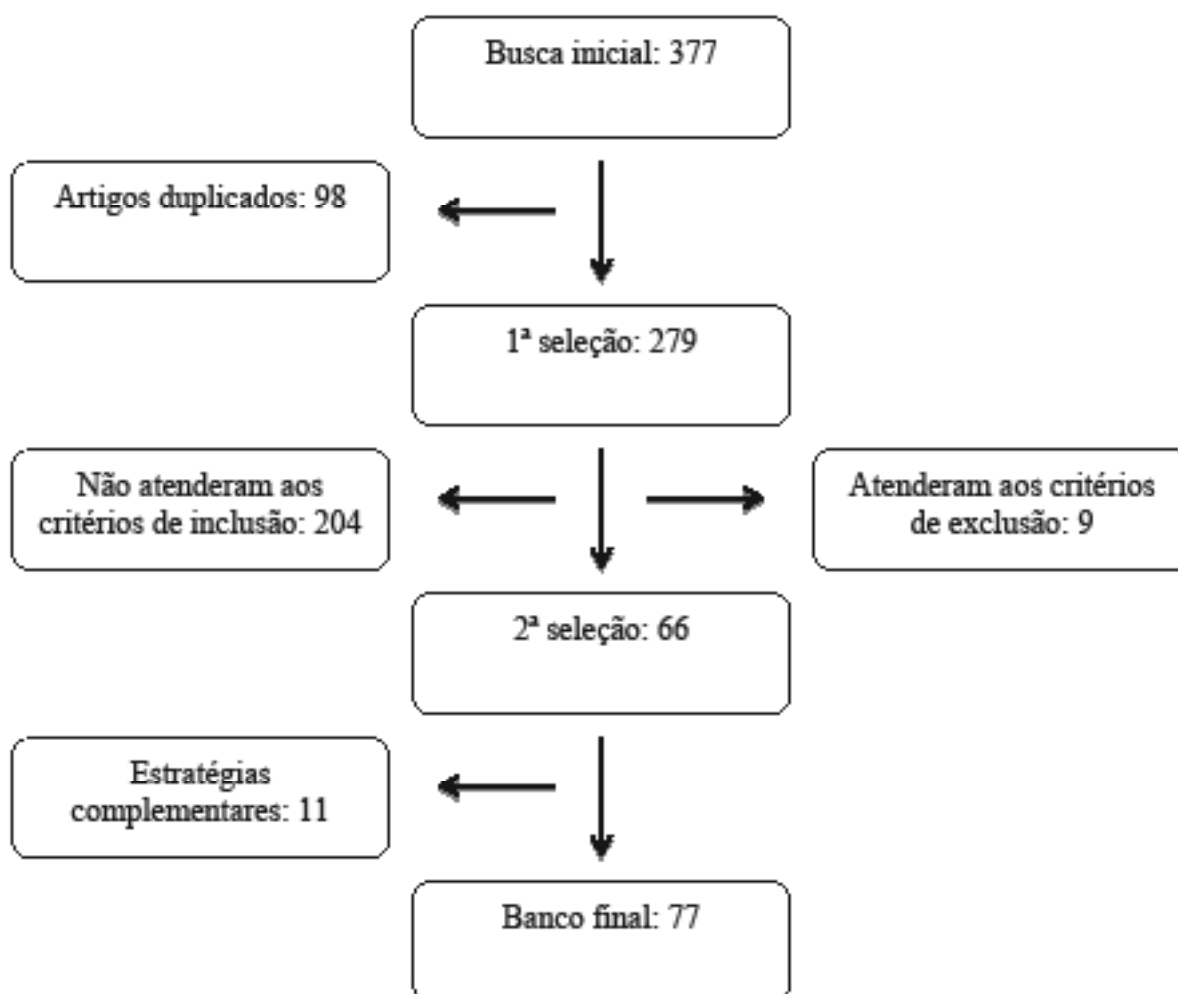 Busca inicial: 377
Artigos duplicados: 98
1ª seleção: 279
Não atenderam aos
critérios de inclusão: 204
Atenderam aos critérios
de exclusão: 9
2ª seleção: 66
Estratégias
complementares: 11
Banco final: 77